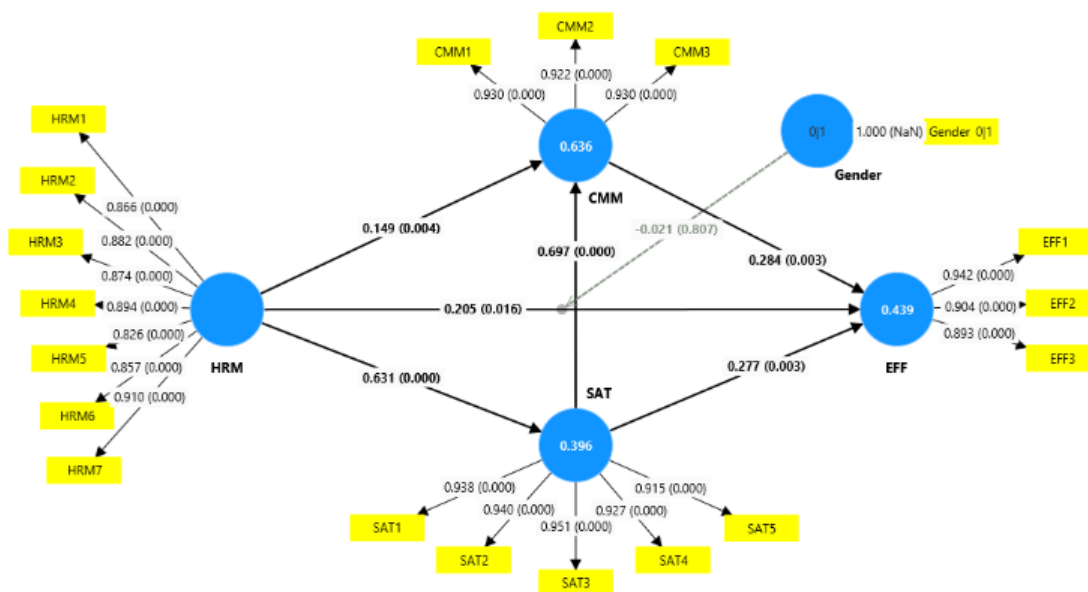 CMM2
CMM1
CMM3
0.922 (0.000)
0.930 (0.000)
0.930 (0.000)
HRM1
0|1
1.000 (NaN)
Gender 0|1
0.636
Gender
HRM2
CMM
0.866 (0.000)
0.882 (0.000)
0.149 (0.004)
-0.021 (0.807)
HRM3
0.697 (0.000)
EFF1
0.874 (0.000)
0.284 (0.003)
0.942 (0.000)
HRM4
0.894 (0.000)
0.205 (0.016)
0.439
0.904 (0.000)
EFF2
0.826 (0.000)
0.893 (0.000)
HRM5
HRM
EFF
EFF3
0.857 (0.000)
0.631 (0.000)
0.277 (0.003)
0.910 (0.000)
SAT
HRM6
0.396
HRM7
0.938 (0.000)
0.915 (0.000)
0.940 (0.000)
0.927 (0.000)
SAT1
0.951 (0.000)
SAT5
SAT2
SAT4
SAT3